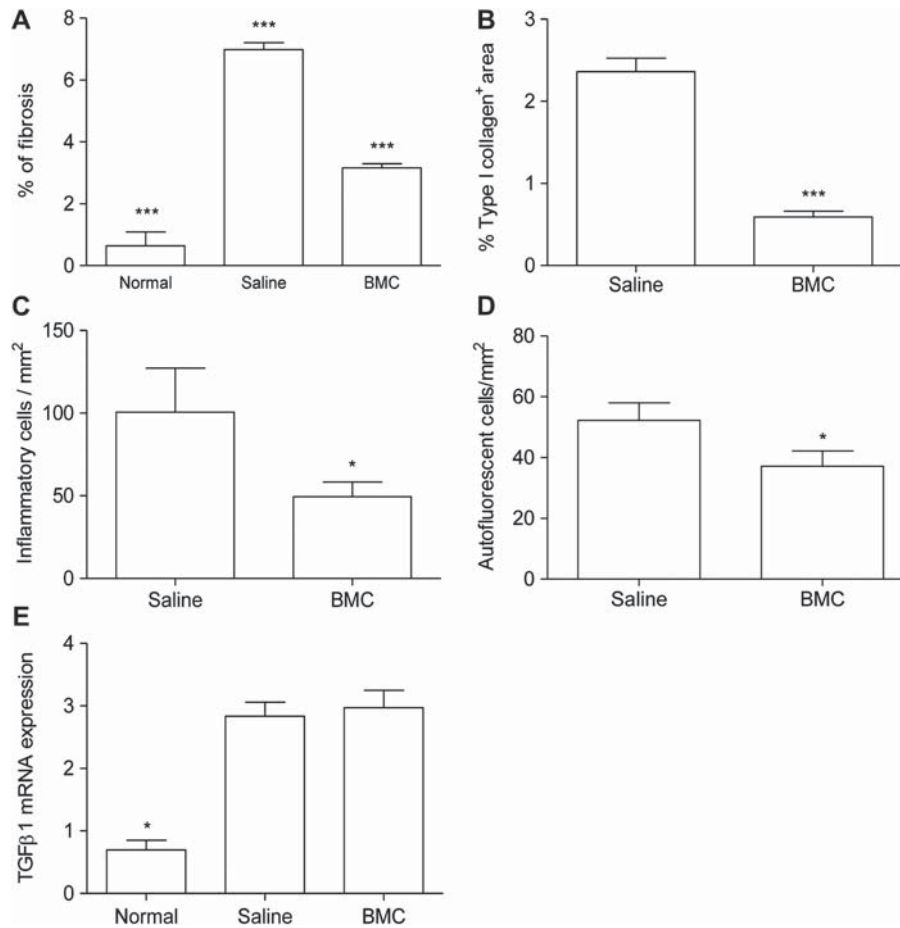 A
% of fibrosis
8
6
4
2
0
***
***
***
Normal Saline BMC
B
% Type I collagen⁺ area
3
2
1
0
***
Saline BMC
C
Inflammatory cells / mm²
150
100
50
0
*
Saline BMC
D
Autofluorescent cells/mm²
80
60
40
20
0
*
Saline BMC
E
TGFβ1 mRNA expression
4
3
2
1
0
*
Normal Saline BMC